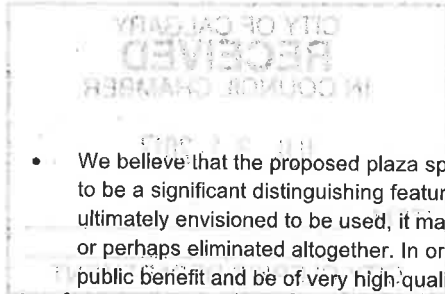 CITY OF CALGARY
RECEIVED
IN COUNCIL CHAMBER
• We believe that the proposed plaza sp
to be a significant distinguishing featur
ultimately envisioned to be used, it ma
or perhaps eliminated altogether. In or
public benefit and be of very high quali